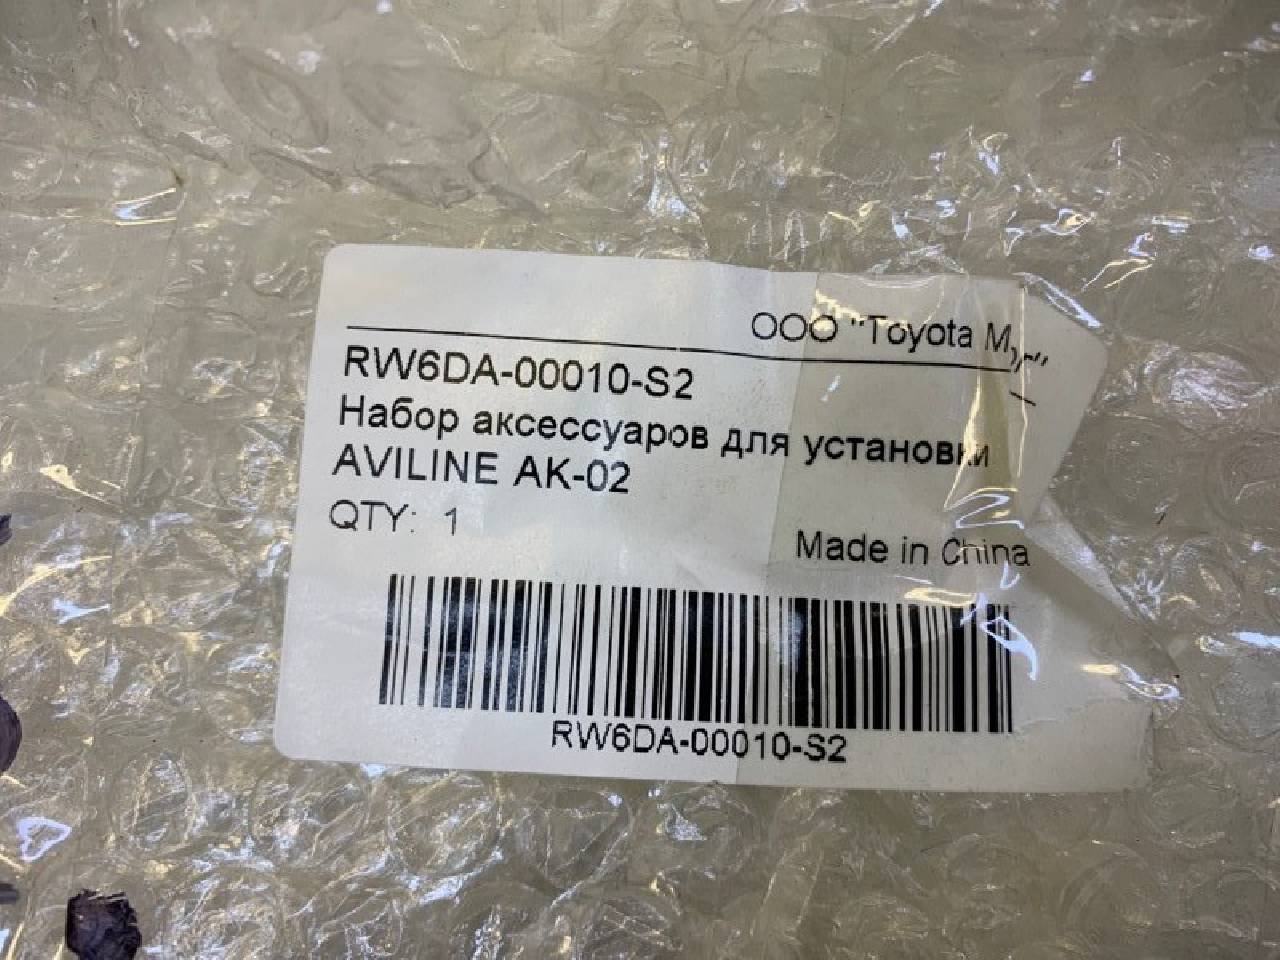 ООО "Toyota
RW6DA-00010-S2
Набор аксессуаров для установки
AVILINE AK-02
QTY: 1
Made in China
RW6DA-00010-S2